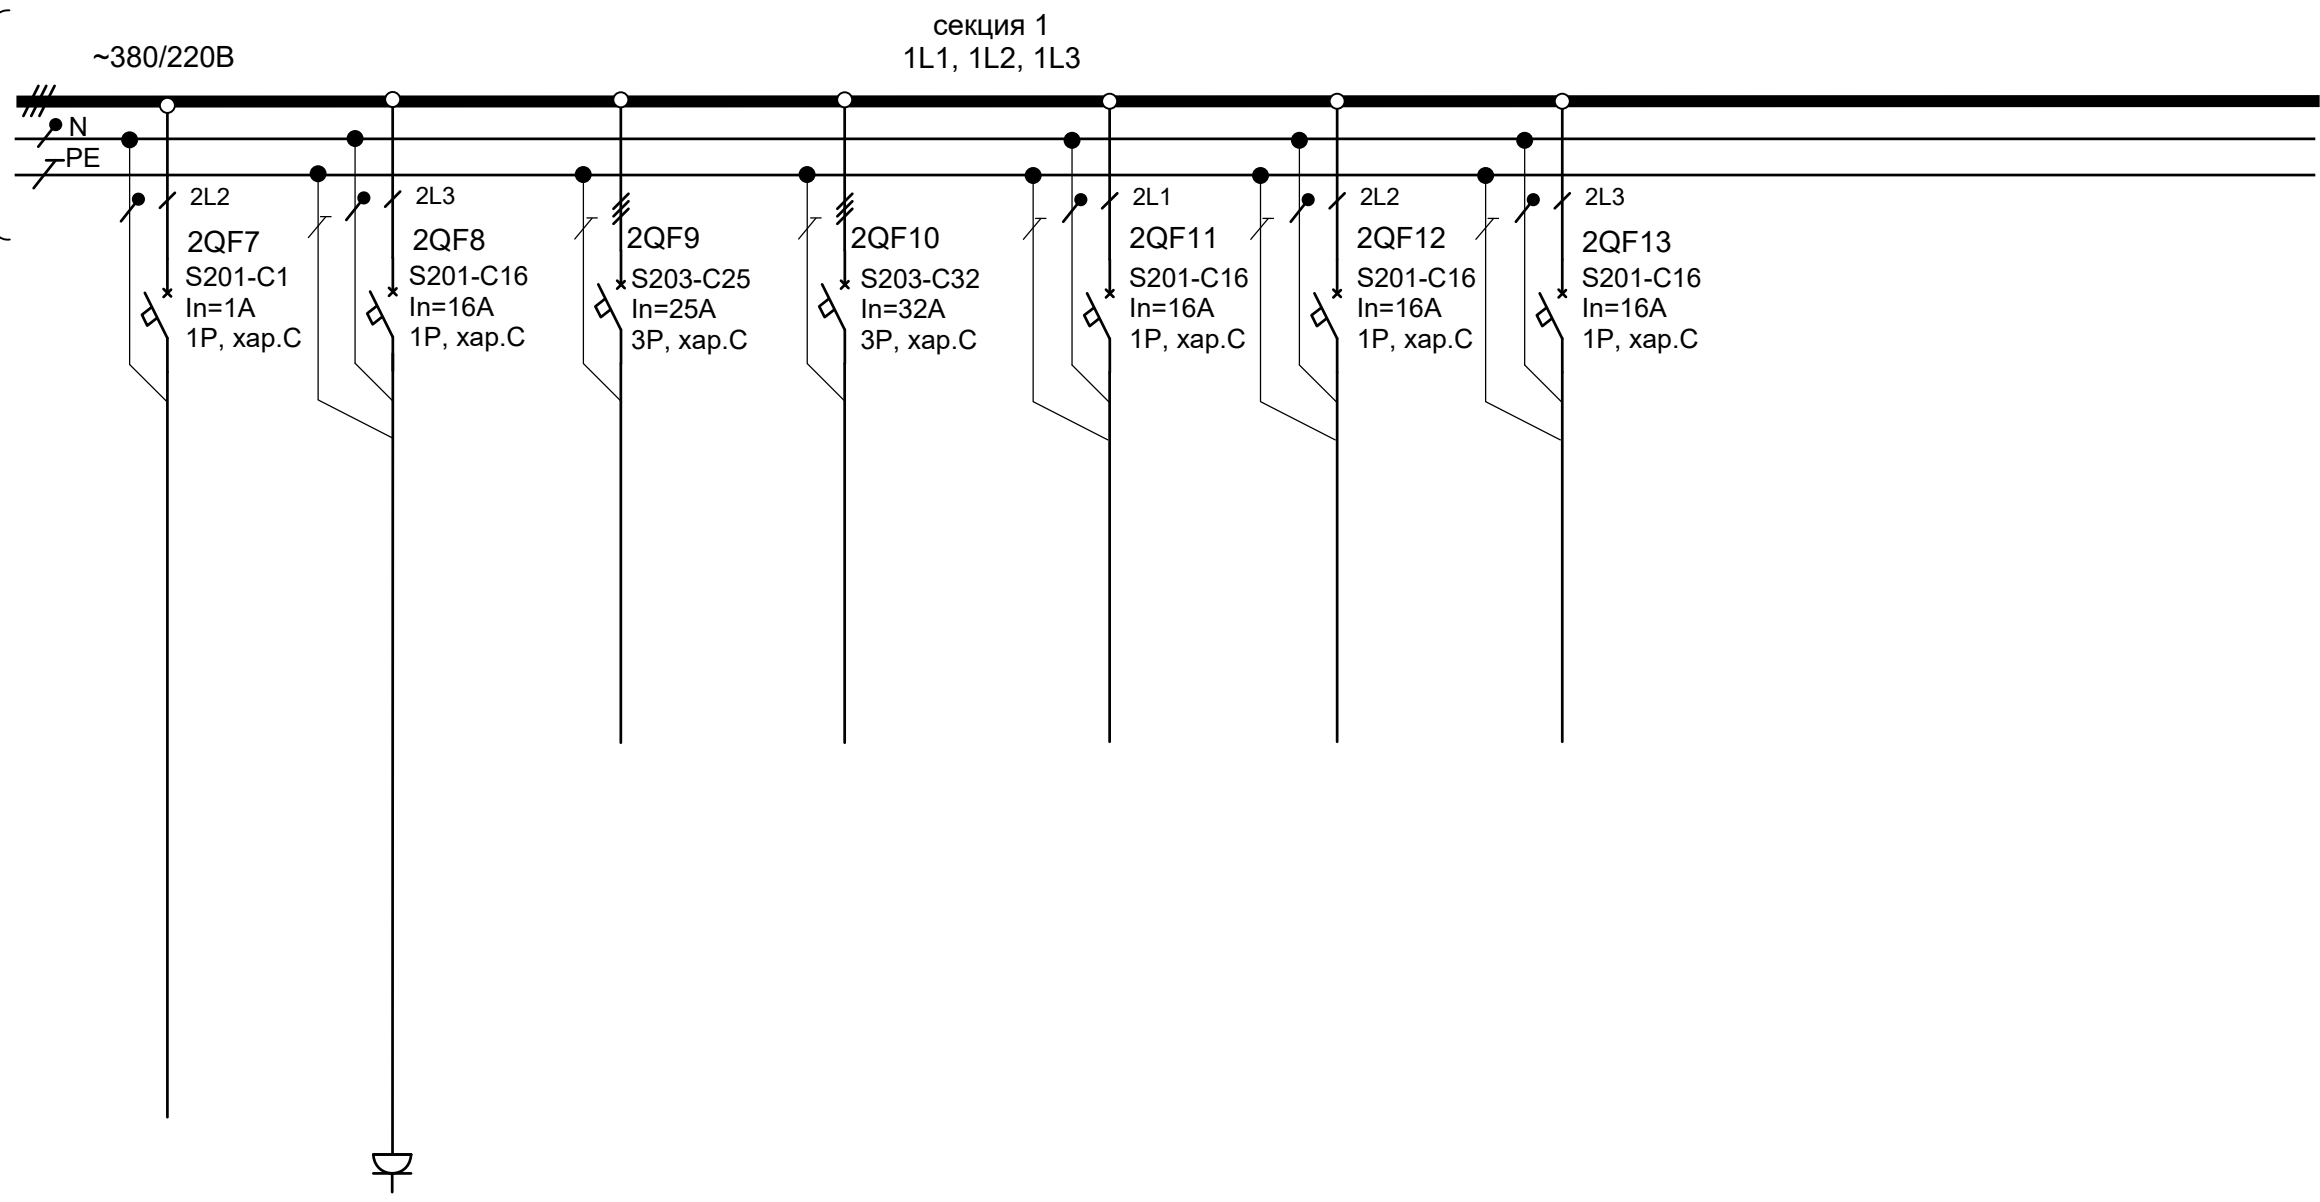 секция 1
~380/220В
1L1, 1L2, 1L3
N
PE
2L2
2QF7
S201-C1
In=1A
1P, хар.C
2L3
2QF8
S201-C16
In=16A
1P, хар.C
2QF9
S203-C25
In=25A
3P, хар.C
2QF10
S203-C32
In=32A
3P, хар.C
2L1
2QF11
S201-C16
In=16A
1P, хар.C
2L2
2QF12
S201-C16
In=16A
1P, хар.C
2L3
2QF13
S201-C16
In=16A
1P, хар.C